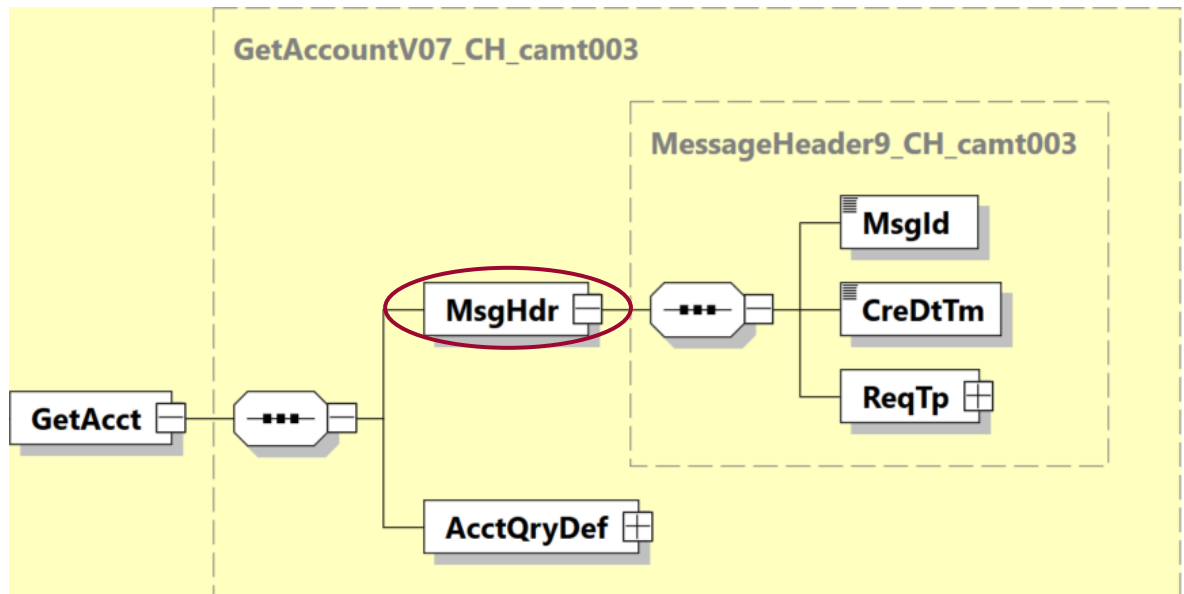 GetAccountV07_CH_camt003
MessageHeader9_CH_camt003
MsgId
MsgHdr
CreDtTm
ReqTp
GetAcct
AcctQryDef